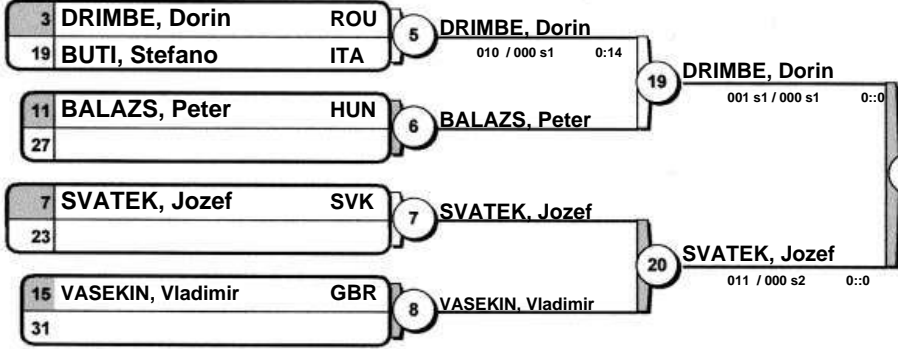 3 DRIMBE, Dorin ROU
19 BUTI, Stefano ITA
5 DRIMBE, Dorin
010 / 000 s1 0:14
11 BALAZS, Peter HUN
27
6 BALAZS, Peter
19 DRIMBE, Dorin
001 s1 / 000 s1 0::0
7 SVATEK, Jozef SVK
23
7 SVATEK, Jozef
15 VASEKIN, Vladimir GBR
31
8 VASEKIN, Vladimir
20 SVATEK, Jozef
011 / 000 s2 0::0